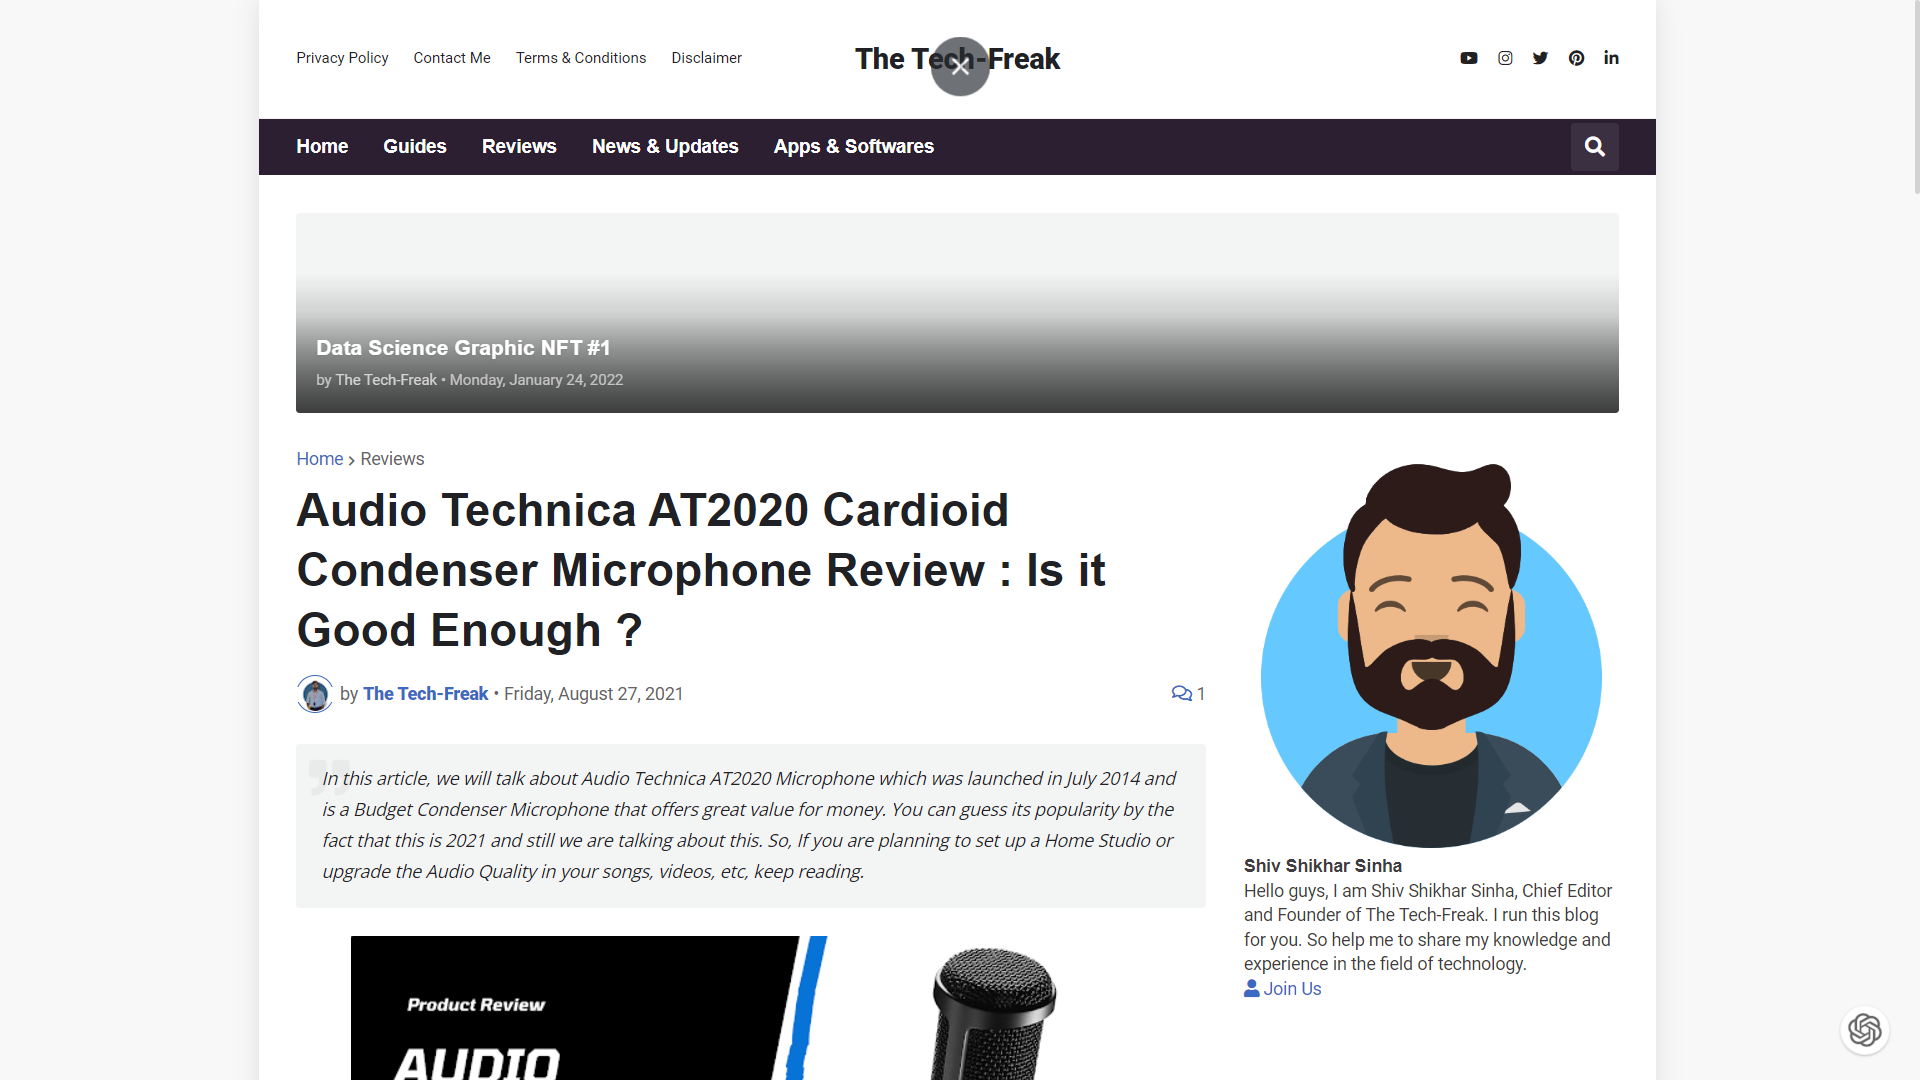 Privacy Policy Contact Me Terms & Conditions Disclaimer
The Tech-Freak
Home Guides Reviews News & Updates Apps & Softwares
Data Science Graphic NFT #1
by The Tech-Freak • Monday, January 24, 2022
Home › Reviews
Audio Technica AT2020 Cardioid
Condenser Microphone Review : Is it
Good Enough ?
by The Tech-Freak • Friday, August 27, 2021
1
In this article, we will talk about Audio Technica AT2020 Microphone which was launched in July 2014 and
is a Budget Condenser Microphone that offers great value for money. You can guess its popularity by the
fact that this is 2021 and still we are talking about this. So, If you are planning to set up a Home Studio or
upgrade the Audio Quality in your songs, videos, etc, keep reading.
Product Review
AUDIO
Shiv Shikhar Sinha
Hello guys, I am Shiv Shikhar Sinha, Chief Editor
and Founder of The Tech-Freak. I run this blog
for you. So help me to share my knowledge and
experience in the field of technology.
Join Us